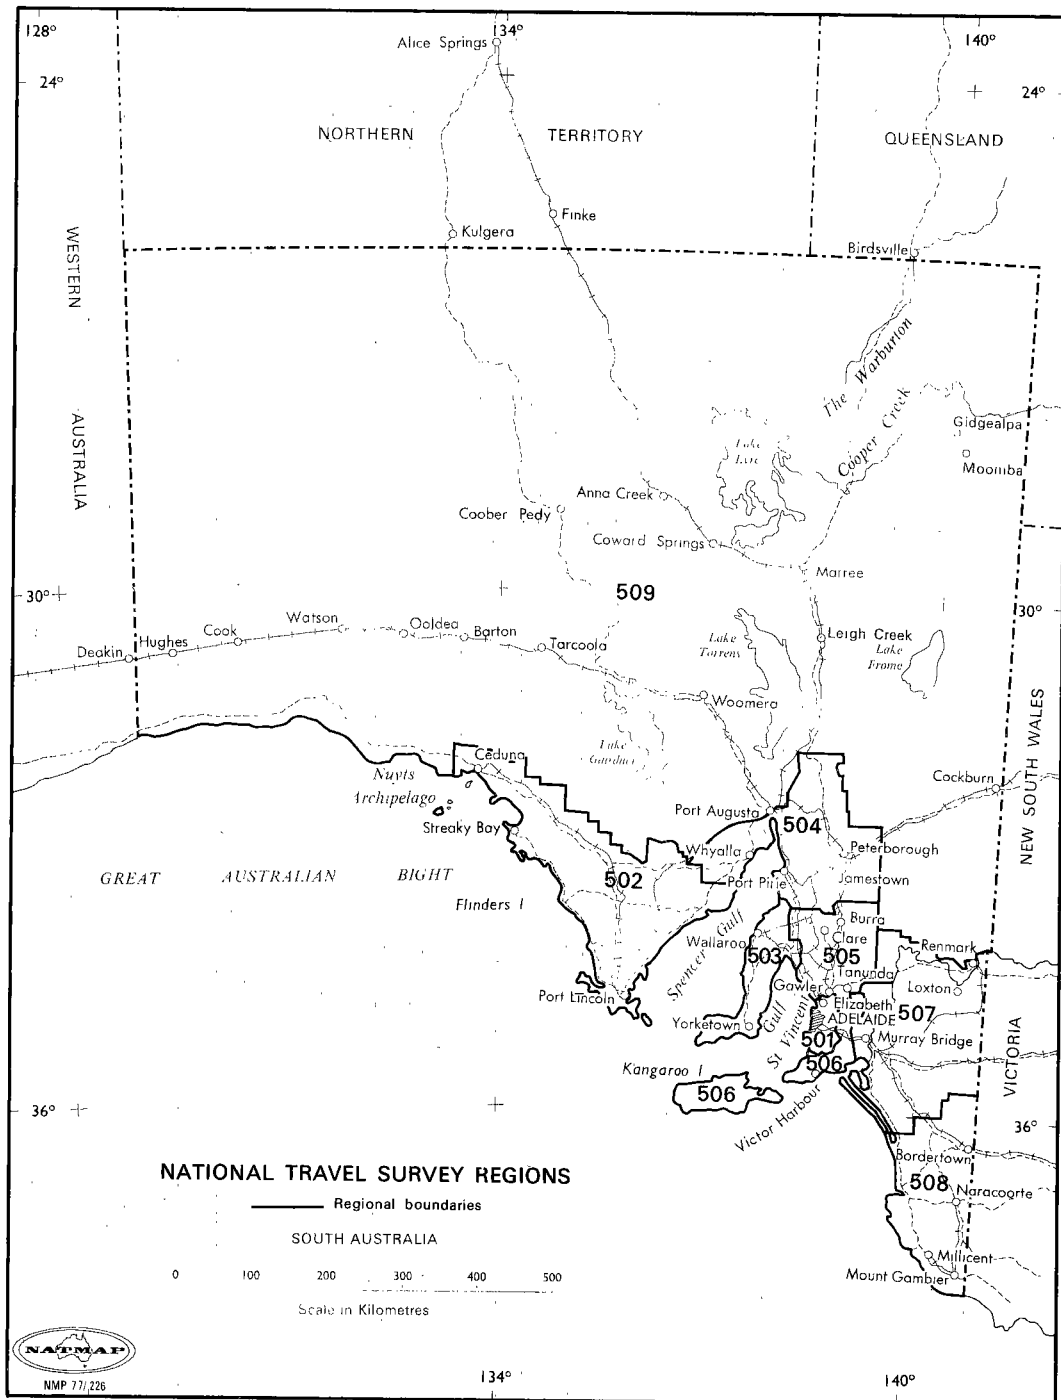 128°
134°
140°
Alice Springs
24°
24°
NORTHERN TERRITORY
QUEENSLAND
Finke
Kulgera
Birdsville
WESTERN AUSTRALIA
The Warburton
Cooper Creek
Gidgealpa
Moomba
Lake Eyre
Anna Creek
Coober Pedy
Coward Springs
Marree
509
30°
30°
Watson
Ooldea
Cook
Barton
Hughes
Deakin
Tarcoola
Lake Torrens
Leigh Creek
Lake Frome
Woomera
NEW SOUTH WALES
Lake Gairdner
Ceduna
Nuyts Archipelago
Cockburn
Port Augusta
504
Streaky Bay
Whyalla
Peterborough
GREAT AUSTRALIAN BIGHT
502
Port Pirie
Jamestown
Flinders I
Spencer Gulf
Burra
Wallaroo
Clare
Renmark
503
505
Tanunda
Port Lincoln
Gawler
Loxton
Elizabeth
507
Yorketown
Gulf St Vincent
ADELAIDE
501
Murray Bridge
VICTORIA
Kangaroo I
506
506
36°
Victor Harbour
36°
Bordertown
NATIONAL TRAVEL SURVEY REGIONS
508
Naracoorte
Regional boundaries
SOUTH AUSTRALIA
Millicent
0 100 200 300 400 500
Mount Gambier
Scale in Kilometres
NATMAP
NMP 77/226
134°
140°